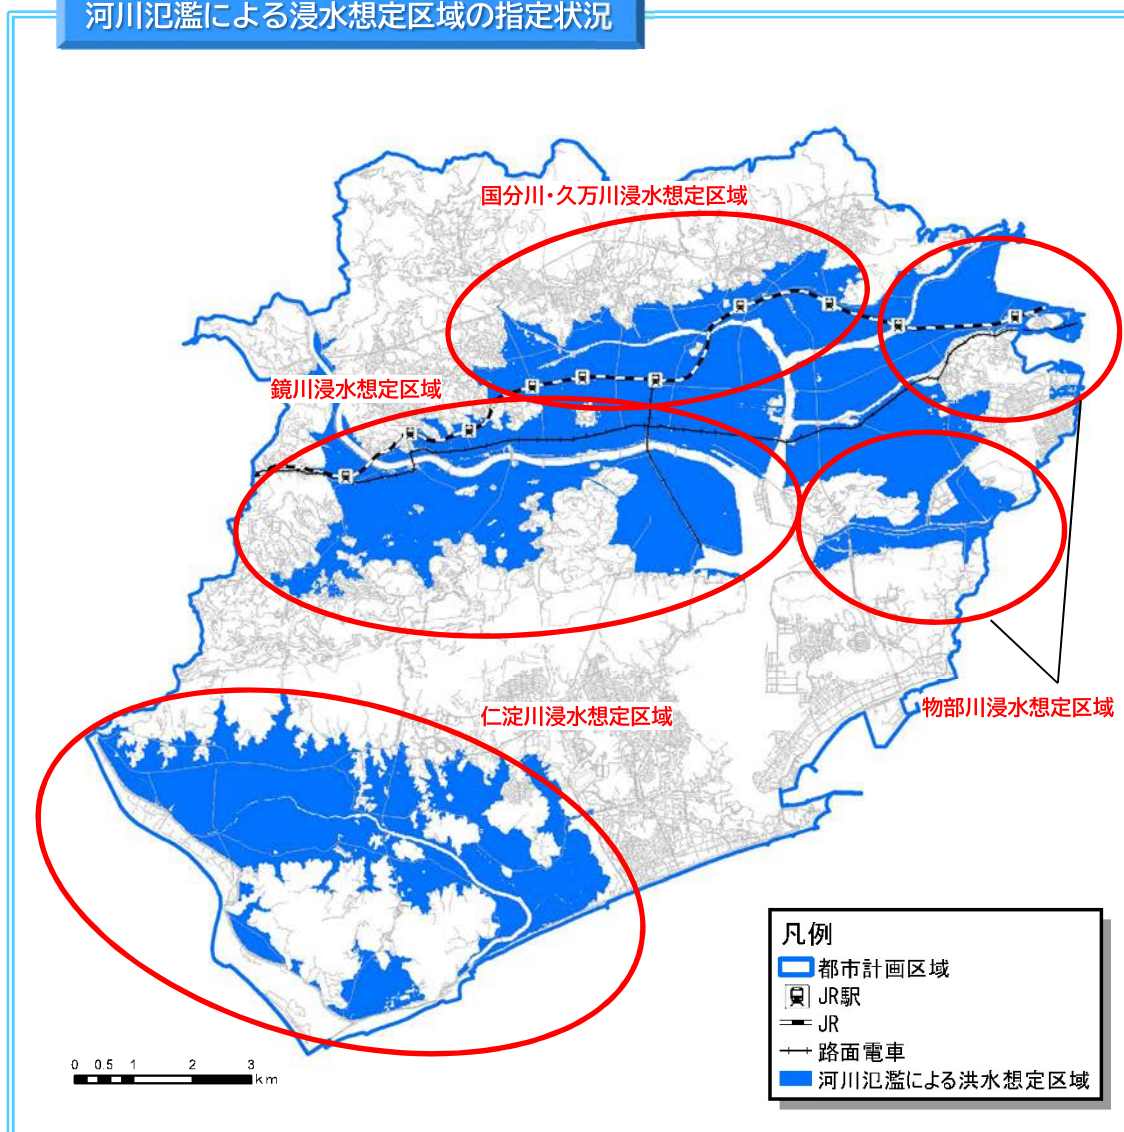 河川氾濫による浸水想定区域の指定状況
国分川・久万川浸水想定区域
鏡川浸水想定区域
仁淀川浸水想定区域
物部川浸水想定区域
凡例
都市計画区域
JR駅
JR
路面電車
河川氾濫による洪水想定区域
0 0.5 1 2 3
km